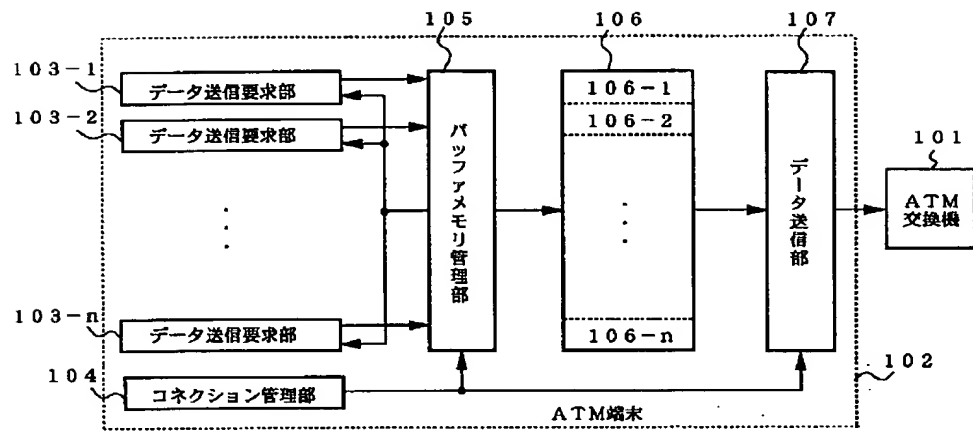 105
106
107
103-1
データ送信要求部
106-1
103-2
データ送信要求部
106-2
101
バッファメモリ管理部
データ送信部
ATM
交換機
103-n
データ送信要求部
106-n
104
コネクション管理部
102
ATM端末